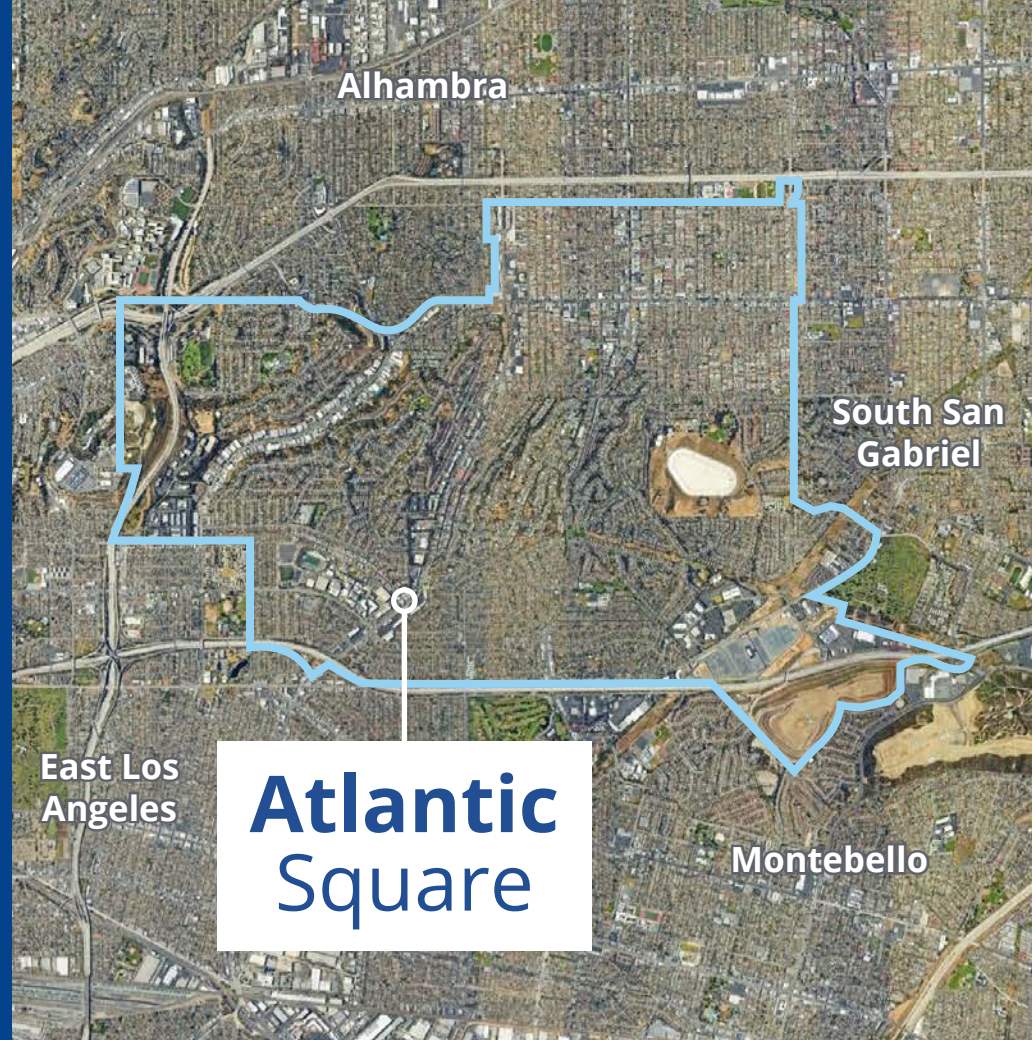 Alhambra
South San
Gabriel
East Los
Angeles
Atlantic
Square
Montebello